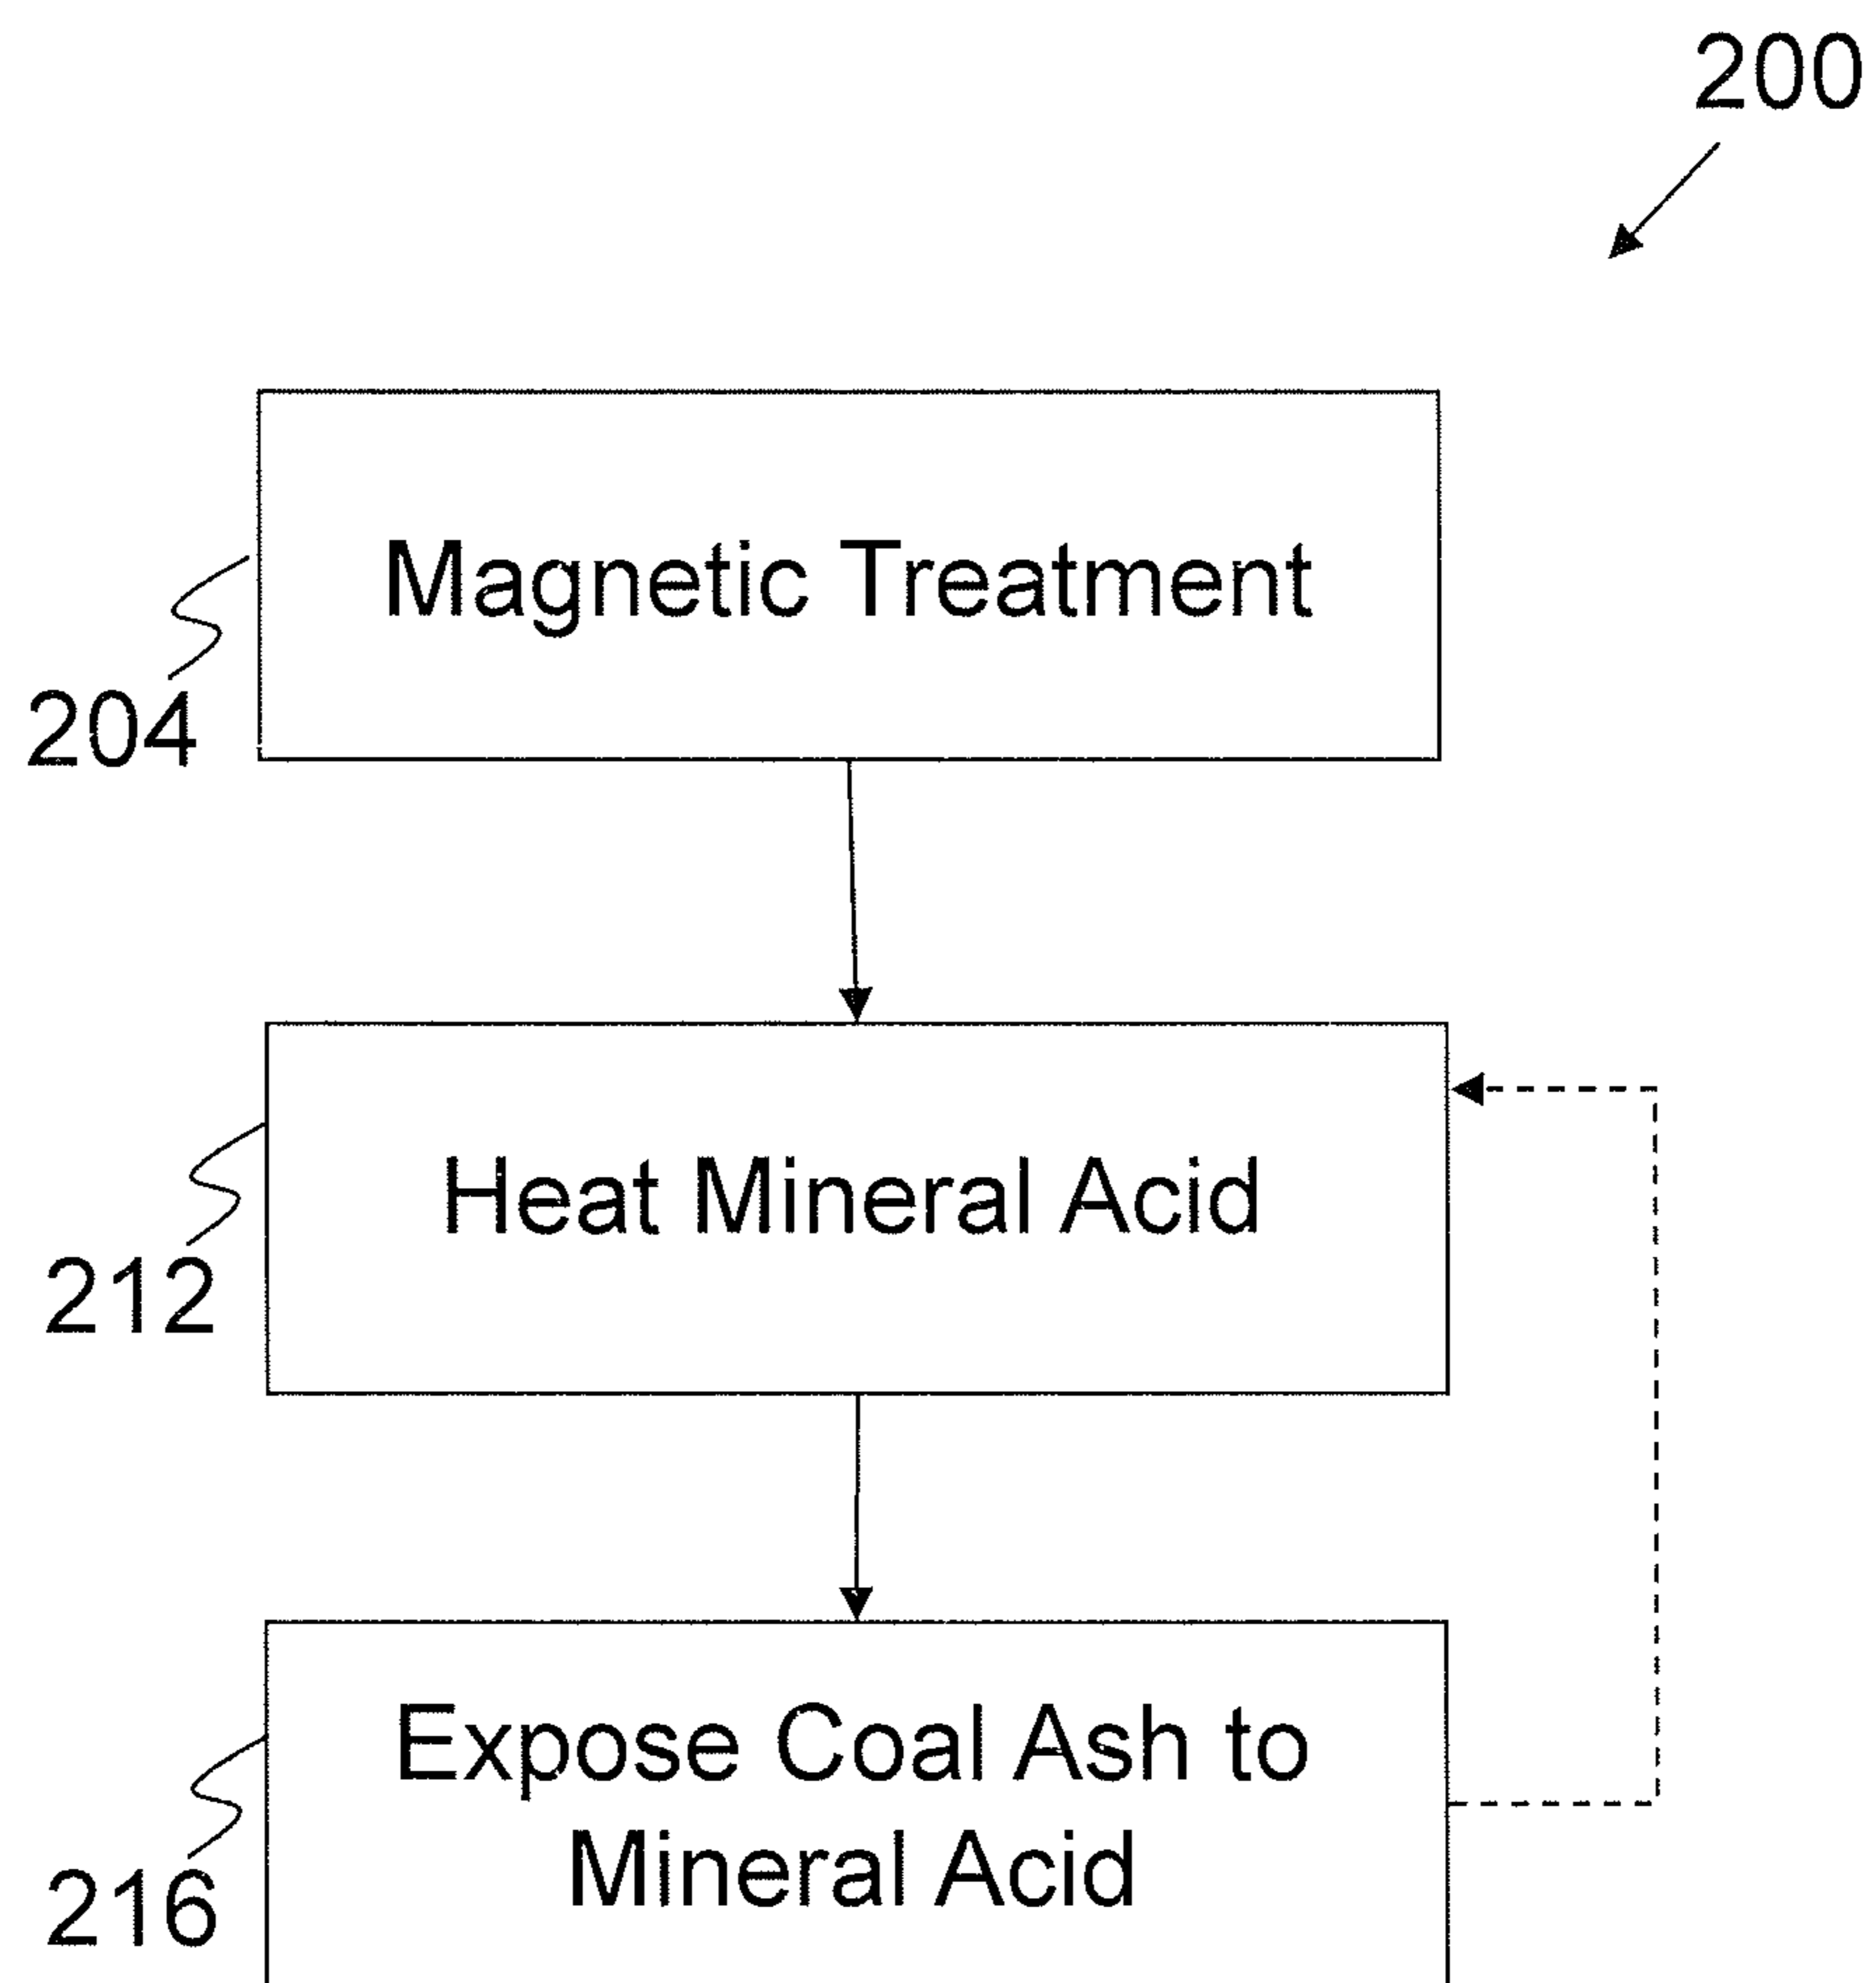 200
Magnetic Treatment
204
Heat Mineral Acid
212
Expose Coal Ash to
Mineral Acid
216